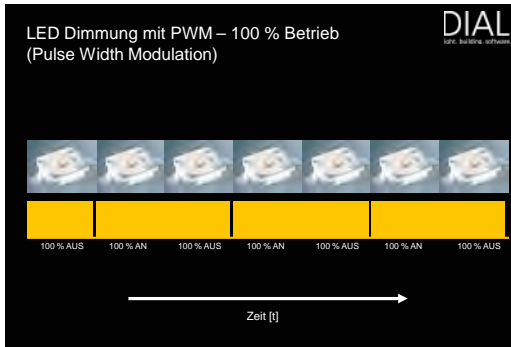 LED Dimmung mit PWM – 100 % Betrieb
(Pulse Width Modulation)
DIAL
light. building. software
100 % AUS 100 % AN 100 % AUS 100 % AN 100 % AUS 100 % AN 100 % AUS
Zeit [t]